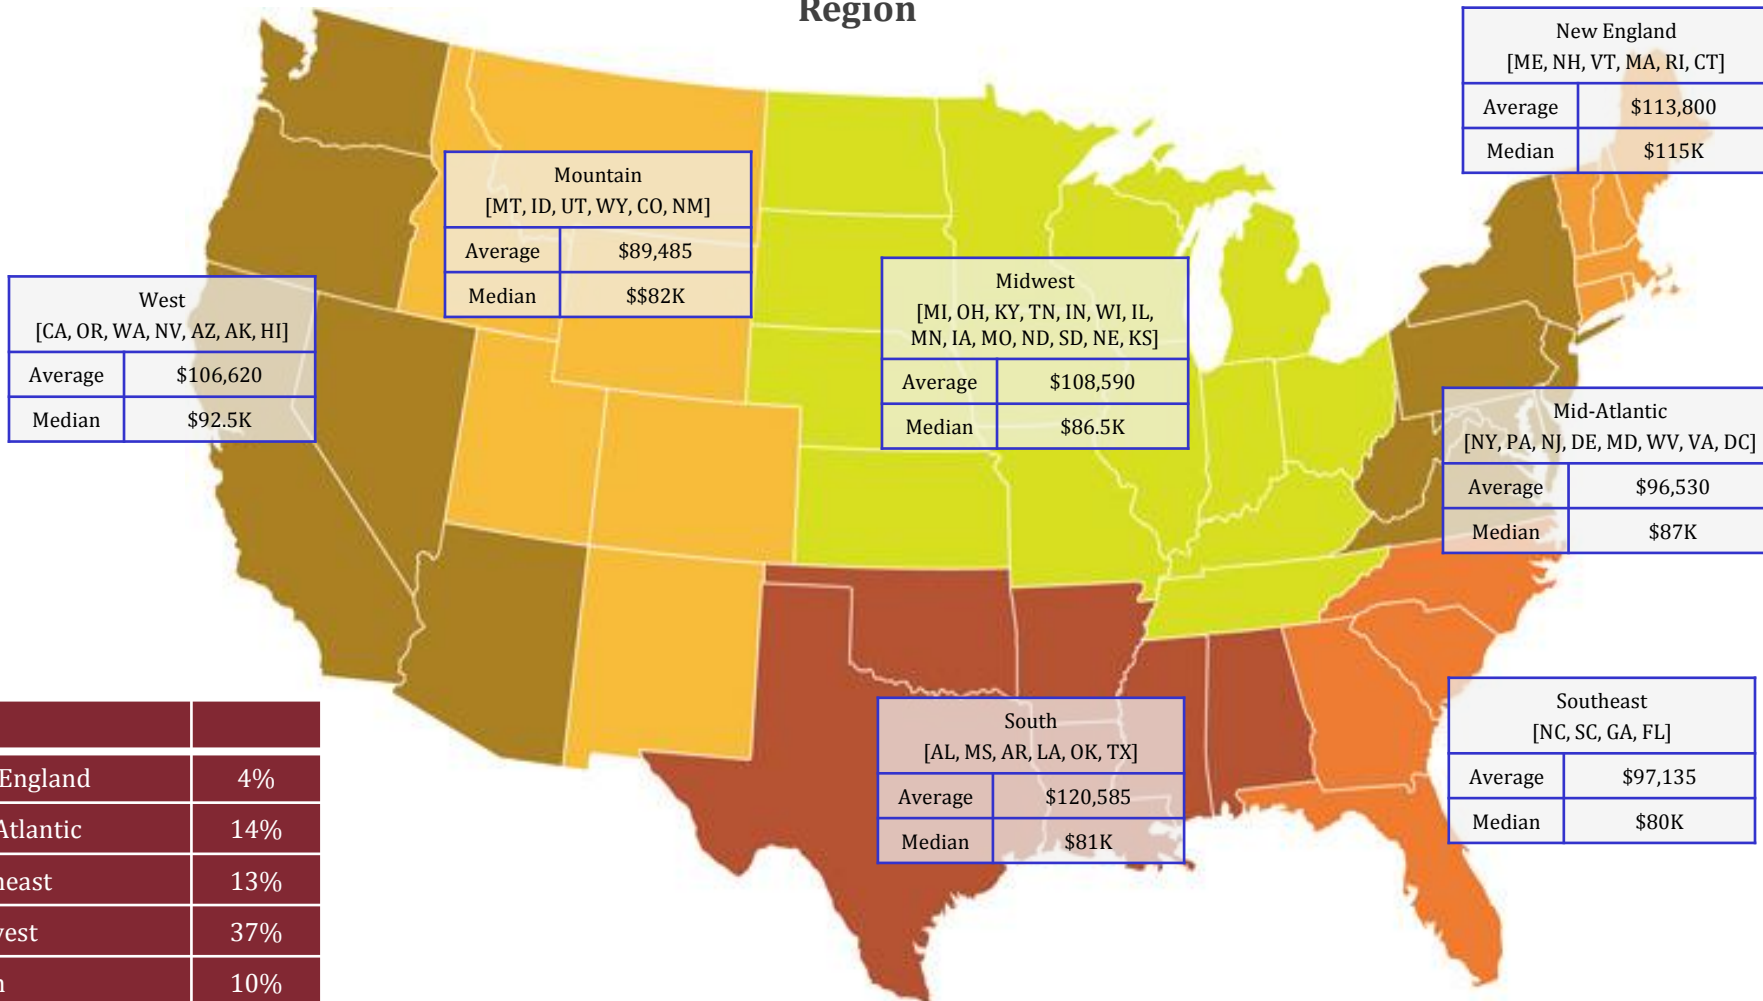 Region
New England
[ME, NH, VT, MA, RI, CT]
Average $113,800
Median $115K
Mountain
[MT, ID, UT, WY, CO, NM]
Average $89,485
Median $$82K
West
[CA, OR, WA, NV, AZ, AK, HI]
Average $106,620
Median $92.5K
Midwest
[MI, OH, KY, TN, IN, WI, IL,
MN, IA, MO, ND, SD, NE, KS]
Average $108,590
Median $86.5K
Mid-Atlantic
[NY, PA, NJ, DE, MD, WV, VA, DC]
Average $96,530
Median $87K
South
[AL, MS, AR, LA, OK, TX]
Average $120,585
Median $81K
Southeast
[NC, SC, GA, FL]
Average $97,135
Median $80K
England 4%
Atlantic 14%
heast 13%
vest 37%
10%